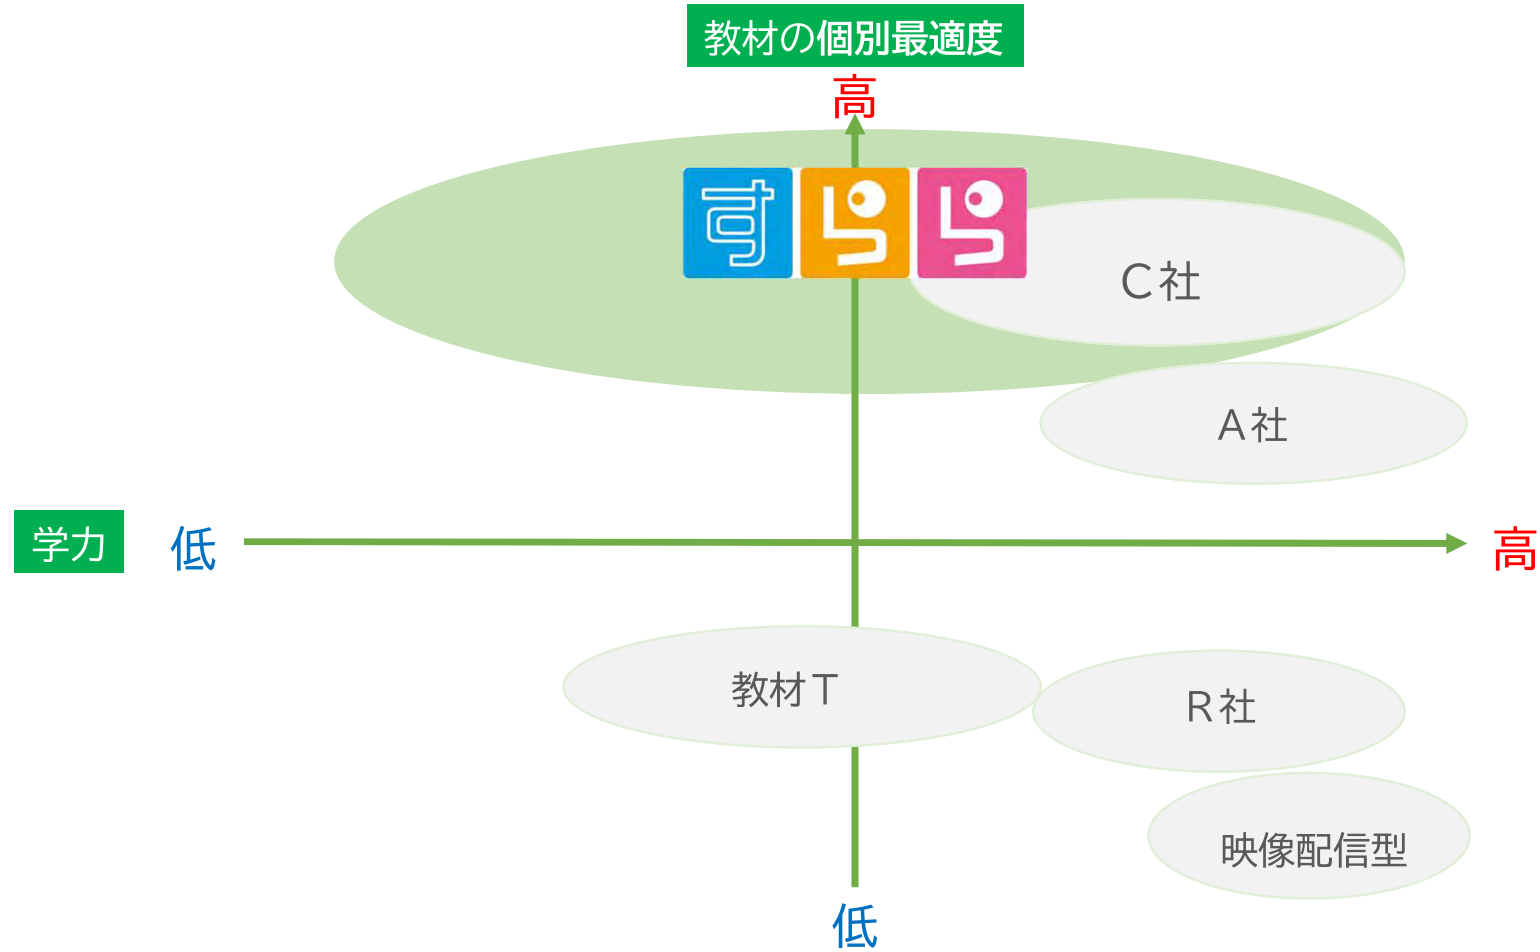 教材の個別最適度
高
すらら
Ｃ社
Ａ社
学力
低
高
教材Ｔ
Ｒ社
映像配信型
低